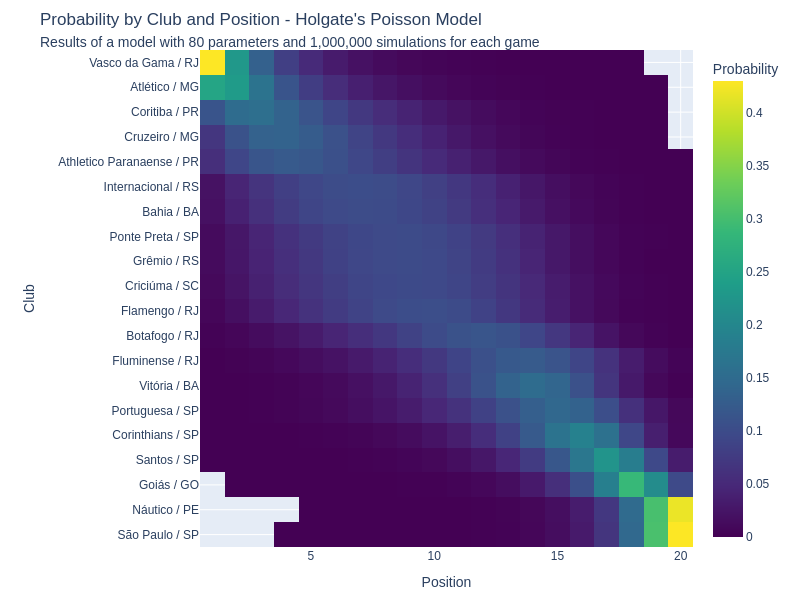 Probability by Club and Position - Holgate's Poisson Model
Results of a model with 80 parameters and 1,000,000 simulations for each game
Vasco da Gama / RJ
Atlético / MG
Coritiba / PR
Cruzeiro / MG
Athletico Paranaense / PR
Internacional / RS
Bahia / BA
Ponte Preta / SP
Grêmio / RS
Criciúma / SC
Flamengo / RJ
Botafogo / RJ
Fluminense / RJ
Vitória / BA
Portuguesa / SP
Corinthians / SP
Santos / SP
Goiás / GO
Náutico / PE
São Paulo / SP
Club
5 10 15 20
Position
Probability
0.4
0.35
0.3
0.25
0.2
0.15
0.1
0.05
0